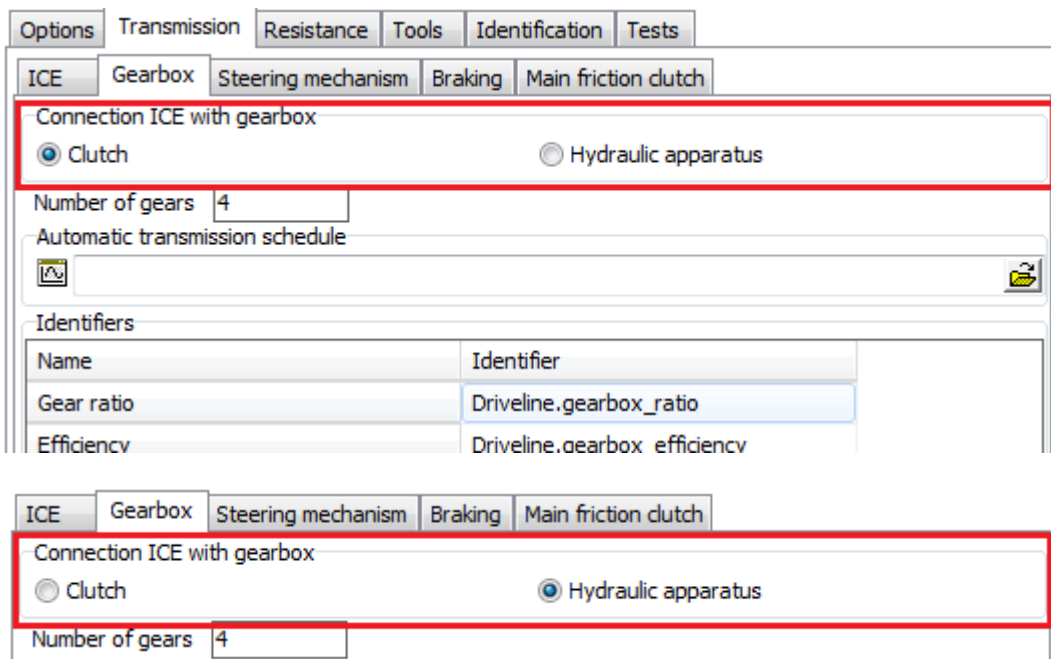 Options Transmission Resistance Tools Identification Tests
ICE Gearbox Steering mechanism Braking Main friction clutch
Connection ICE with gearbox
Clutch Hydraulic apparatus
Number of gears 4
Automatic transmission schedule
Identifiers
Name Identifier
Gear ratio Driveline.gearbox_ratio
Efficiency Driveline.gearbox_efficiency
ICE Gearbox Steering mechanism Braking Main friction clutch
Connection ICE with gearbox
Clutch Hydraulic apparatus
Number of gears 4